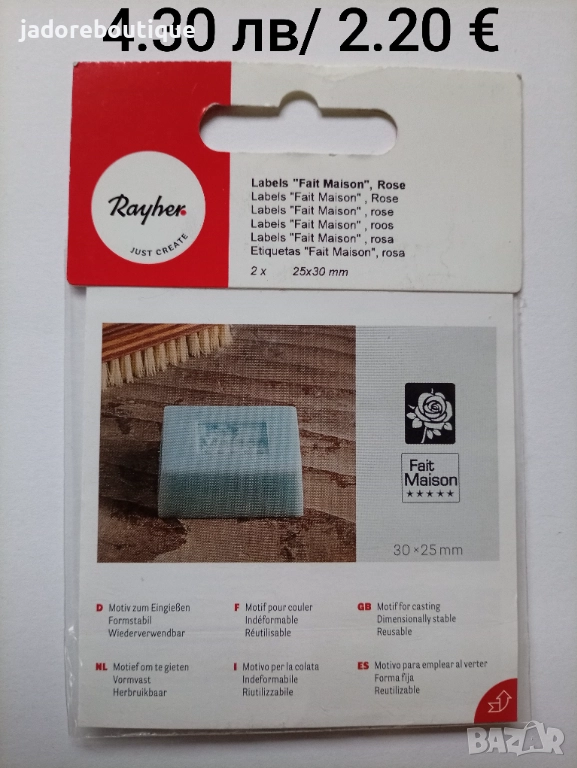 4.30 лв/ 2.20 €
jadoreboutique
Rayher.
JUST CREATE
Labels "Fait Maison", Rose
Labels "Fait Maison" , Rose
Labels "Fait Maison" , rose
Labels "Fait Maison" , roos
Labels "Fait Maison" , rosa
Etiquetas "Fait Maison", rosa
2 x 25x30 mm
Fait
Maison
30 × 25 mm
D Motiv zum Eingießen
Formstabil
Wiederverwendbar
F Motif pour couler
Indéformable
Réutilisable
GB Motif for casting
Dimensionally stable
Reusable
NL Motief om te gieten
Vormvast
Herbruikbaar
I Motivo per la colata
Indeformabile
Riutilizzabile
ES Motivo para emplear al verter
Forma fija
Reutilizable
BAZAR